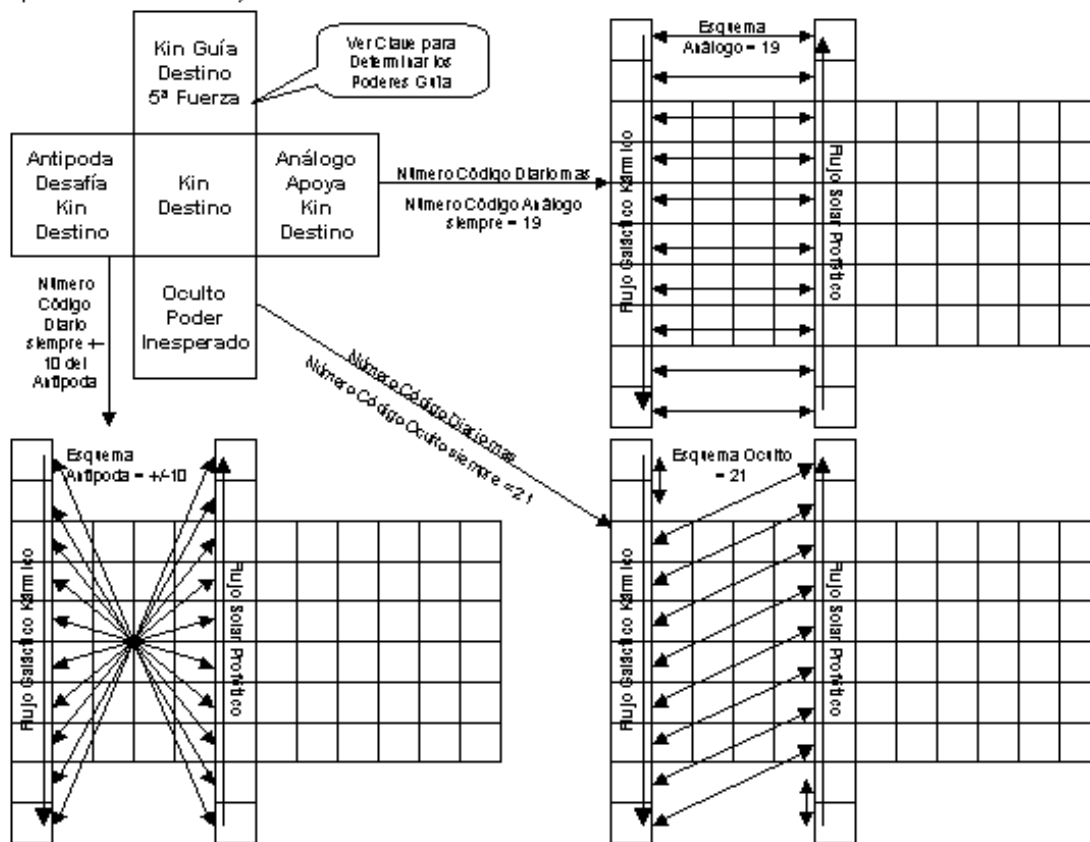 Kin Guía
Destino
5ª Fuerza
Ver Clave para
Determinar los
Poderes Guía
Antipoda
Desafía
Kin
Destino
Kin
Destino
Análogo
Apoya
Kin
Destino
Oculto
Poder
Inesperado
Número Código Diario mas
Número Código Análogo
siempre = 19
Esquema
Análogo = 19
Flujo Galáctico Kármico
Flujo Solar Profético
Número
Código
Diario
siempre +-
10 del
Antípoda
Número Código Diario mas
Número Código Oculto siempre = 21
Esquema
Antípoda = +/-10
Flujo Galáctico Kármico
Flujo Solar Profético
Esquema Oculto
= 21
Flujo Galáctico Kármico
Flujo Solar Profético